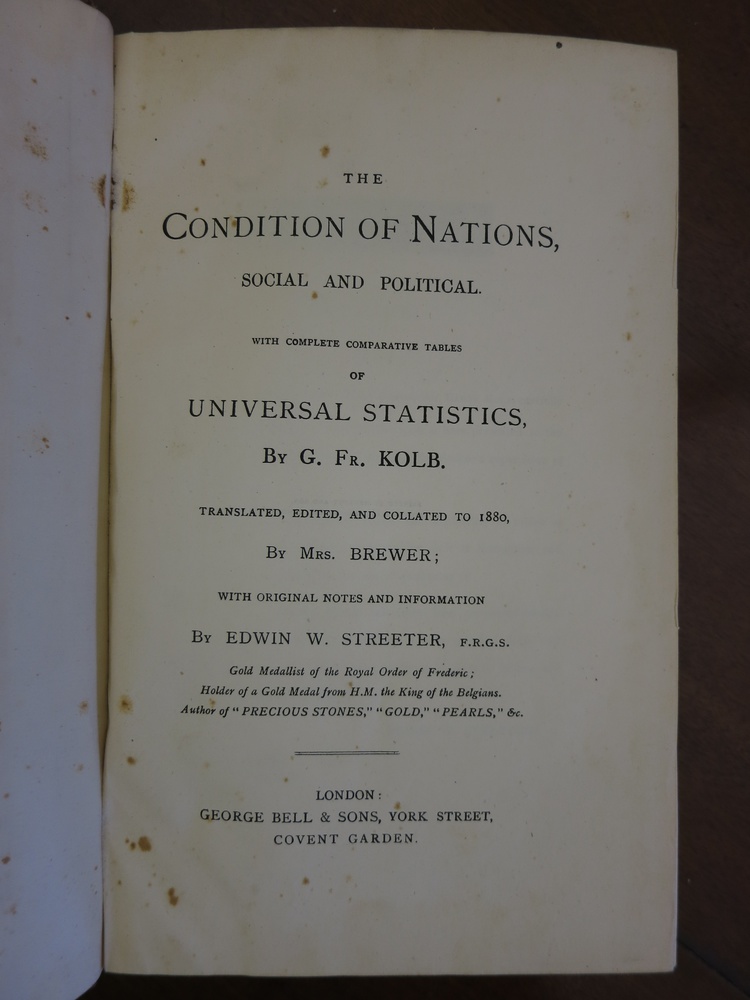 THE
CONDITION OF NATIONS,
SOCIAL AND POLITICAL.
WITH COMPLETE COMPARATIVE TABLES
OF
UNIVERSAL STATISTICS,
BY G. FR. KOLB.
TRANSLATED, EDITED, AND COLLATED TO 1880,
BY MRS. BREWER;
WITH ORIGINAL NOTES AND INFORMATION
BY EDWIN W. STREETER, F.R.G.S.
Gold Medallist of the Royal Order of Frederic;
Holder of a Gold Medal from H.M. the King of the Belgians.
Author of "PRECIOUS STONES," "GOLD," "PEARLS," &c.
LONDON:
GEORGE BELL & SONS, YORK STREET,
COVENT GARDEN.